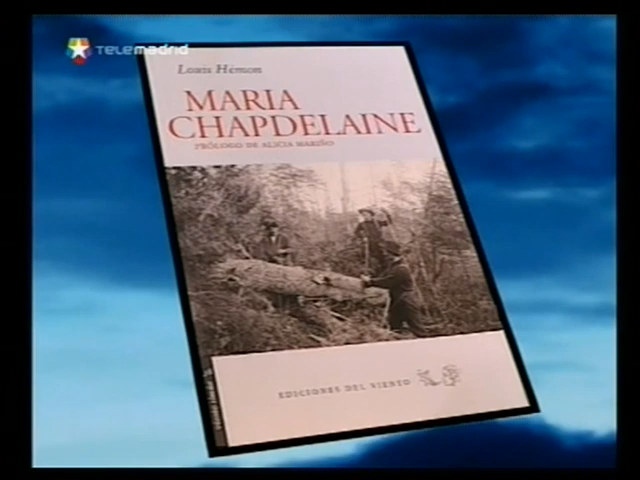 TELEmadrid
Louis Hémon
MARIA
CHAPDELAINE
PRÓLOGO DE ALICIA MARIÑO
EDICIONES DEL VIENTO